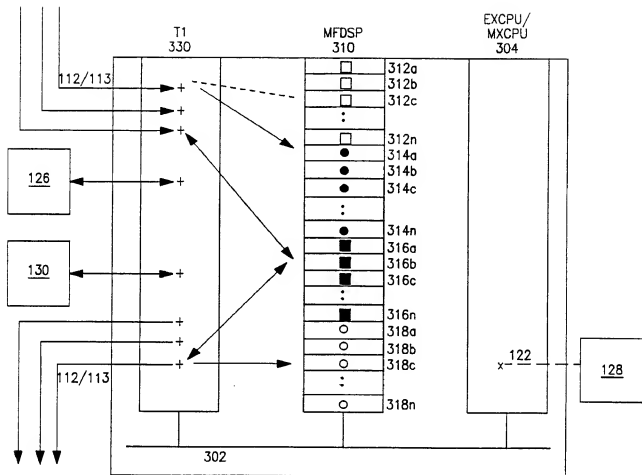 T1
330
MFDSP
310
EXCPU/
MXCPU
304
112/113
312a
312b
312c
312n
314a
314b
314c
314n
316a
316b
316c
316n
318a
318b
318c
318n
126
130
112/113
122
128
302